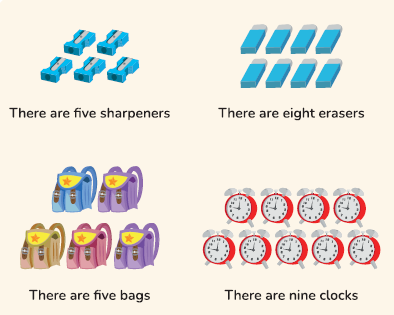 There are five sharpeners
There are eight erasers
There are five bags
There are nine clocks